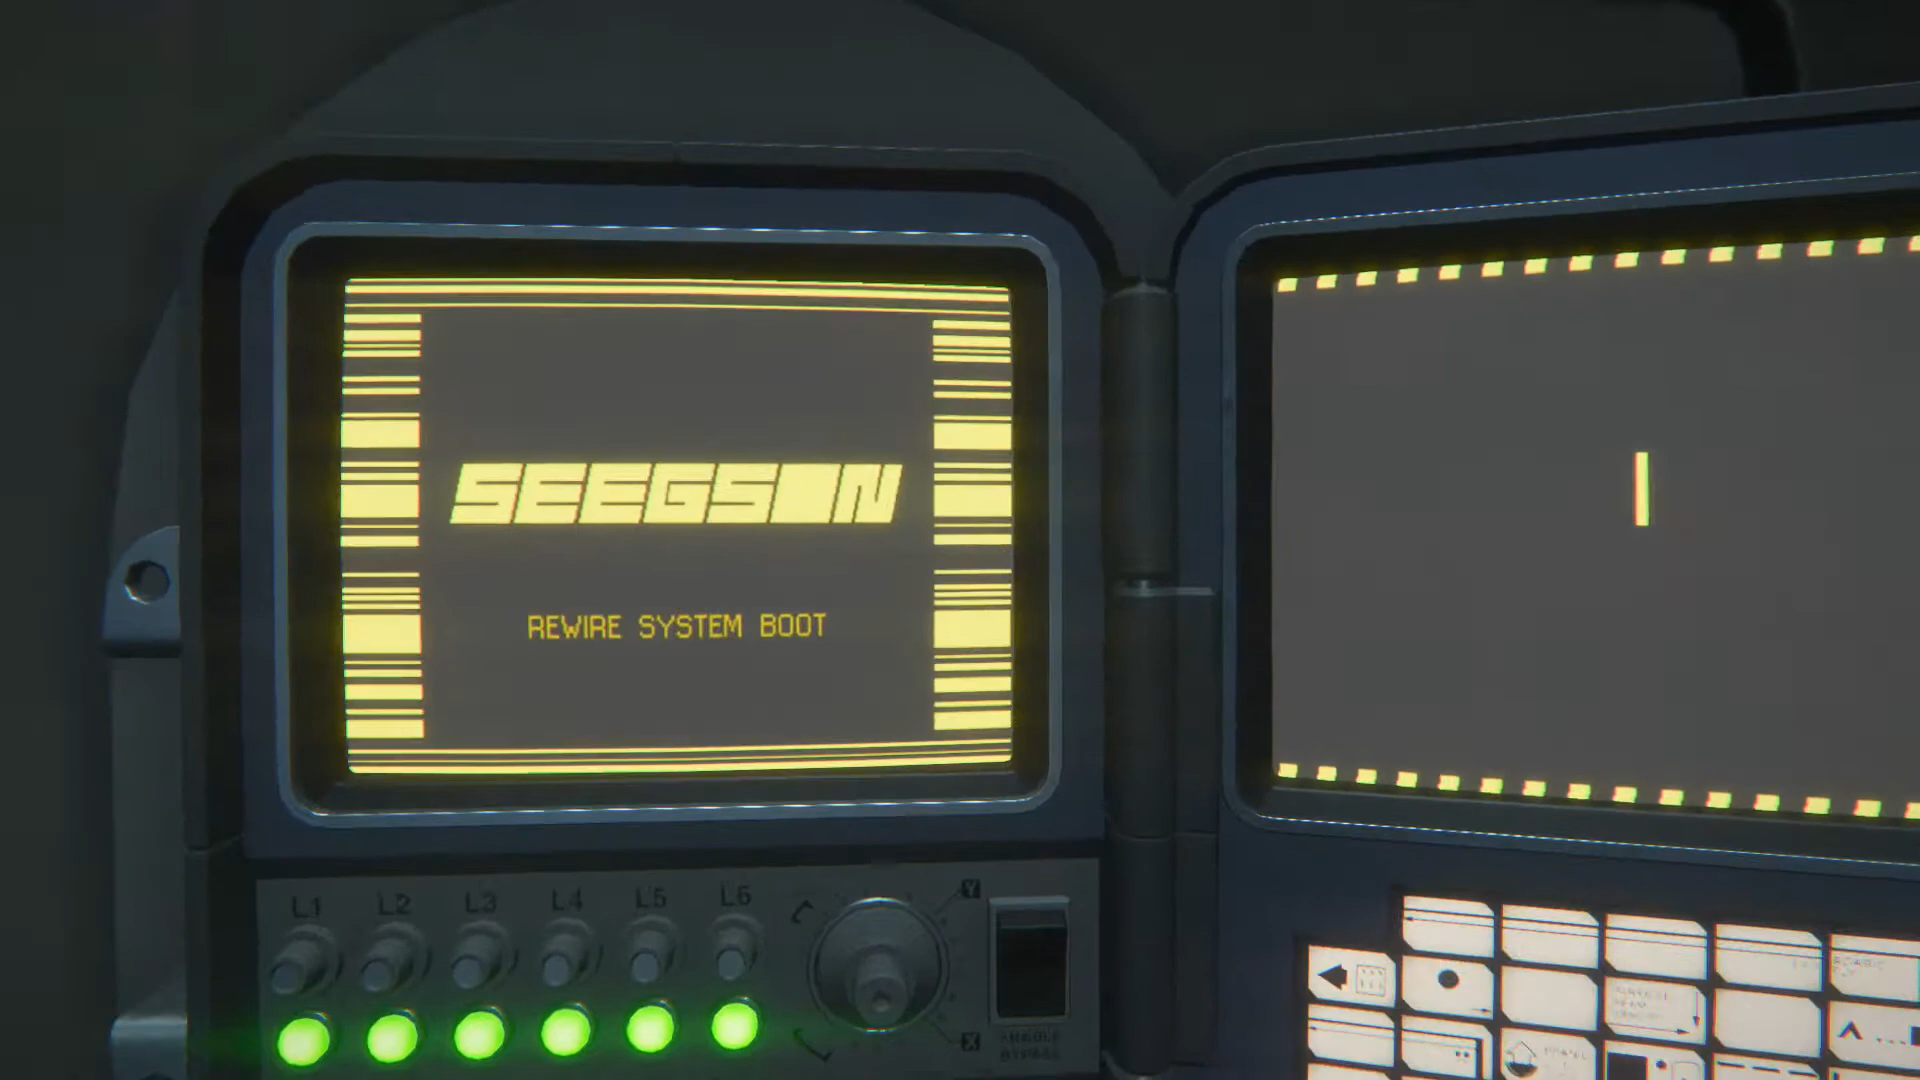 SEEGSON
REWIRE SYSTEM BOOT
L1 L2 L3 L4 L5 L6
Y
X